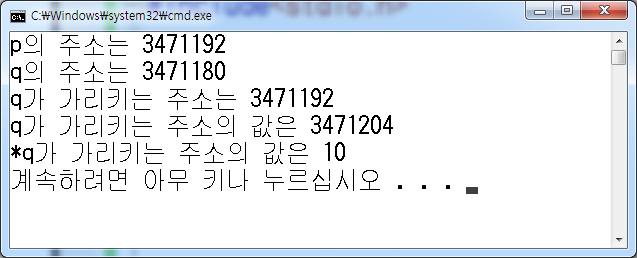 #include<stdio.h>
C:₩Windows₩system32₩cmd.exe
p의 주소는 3471192
q의 주소는 3471180
q가 가리키는 주소는 3471192
q가 가리키는 주소의 값은 3471204
*q가 가리키는 주소의 값은 10
계속하려면 아무 키나 누르십시오 . . .